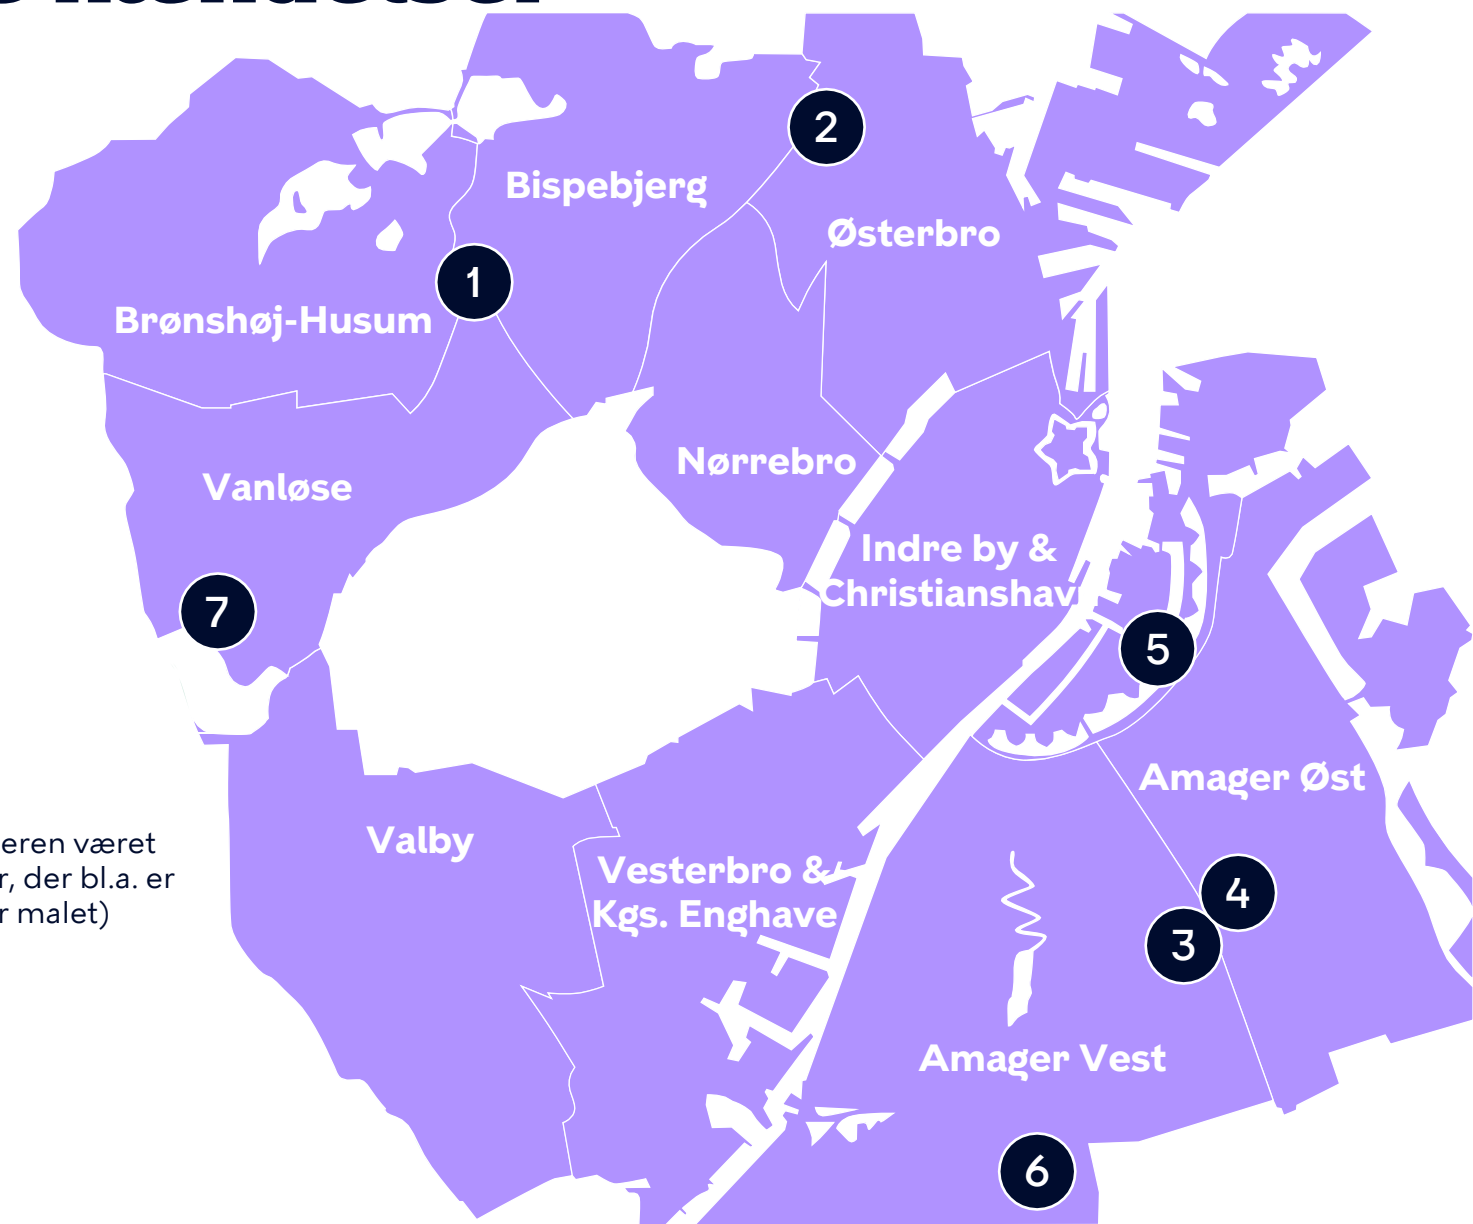 2
Bispebjerg
Østerbro
1
Brønshøj-Husum
Nørrebro
Vanløse
Indre by &
Christianshavn
7
5
Amager Øst
Valby
eren været
r, der bl.a. er
r malet)
Vesterbro &
Kgs. Enghave
4
3
Amager Vest
6